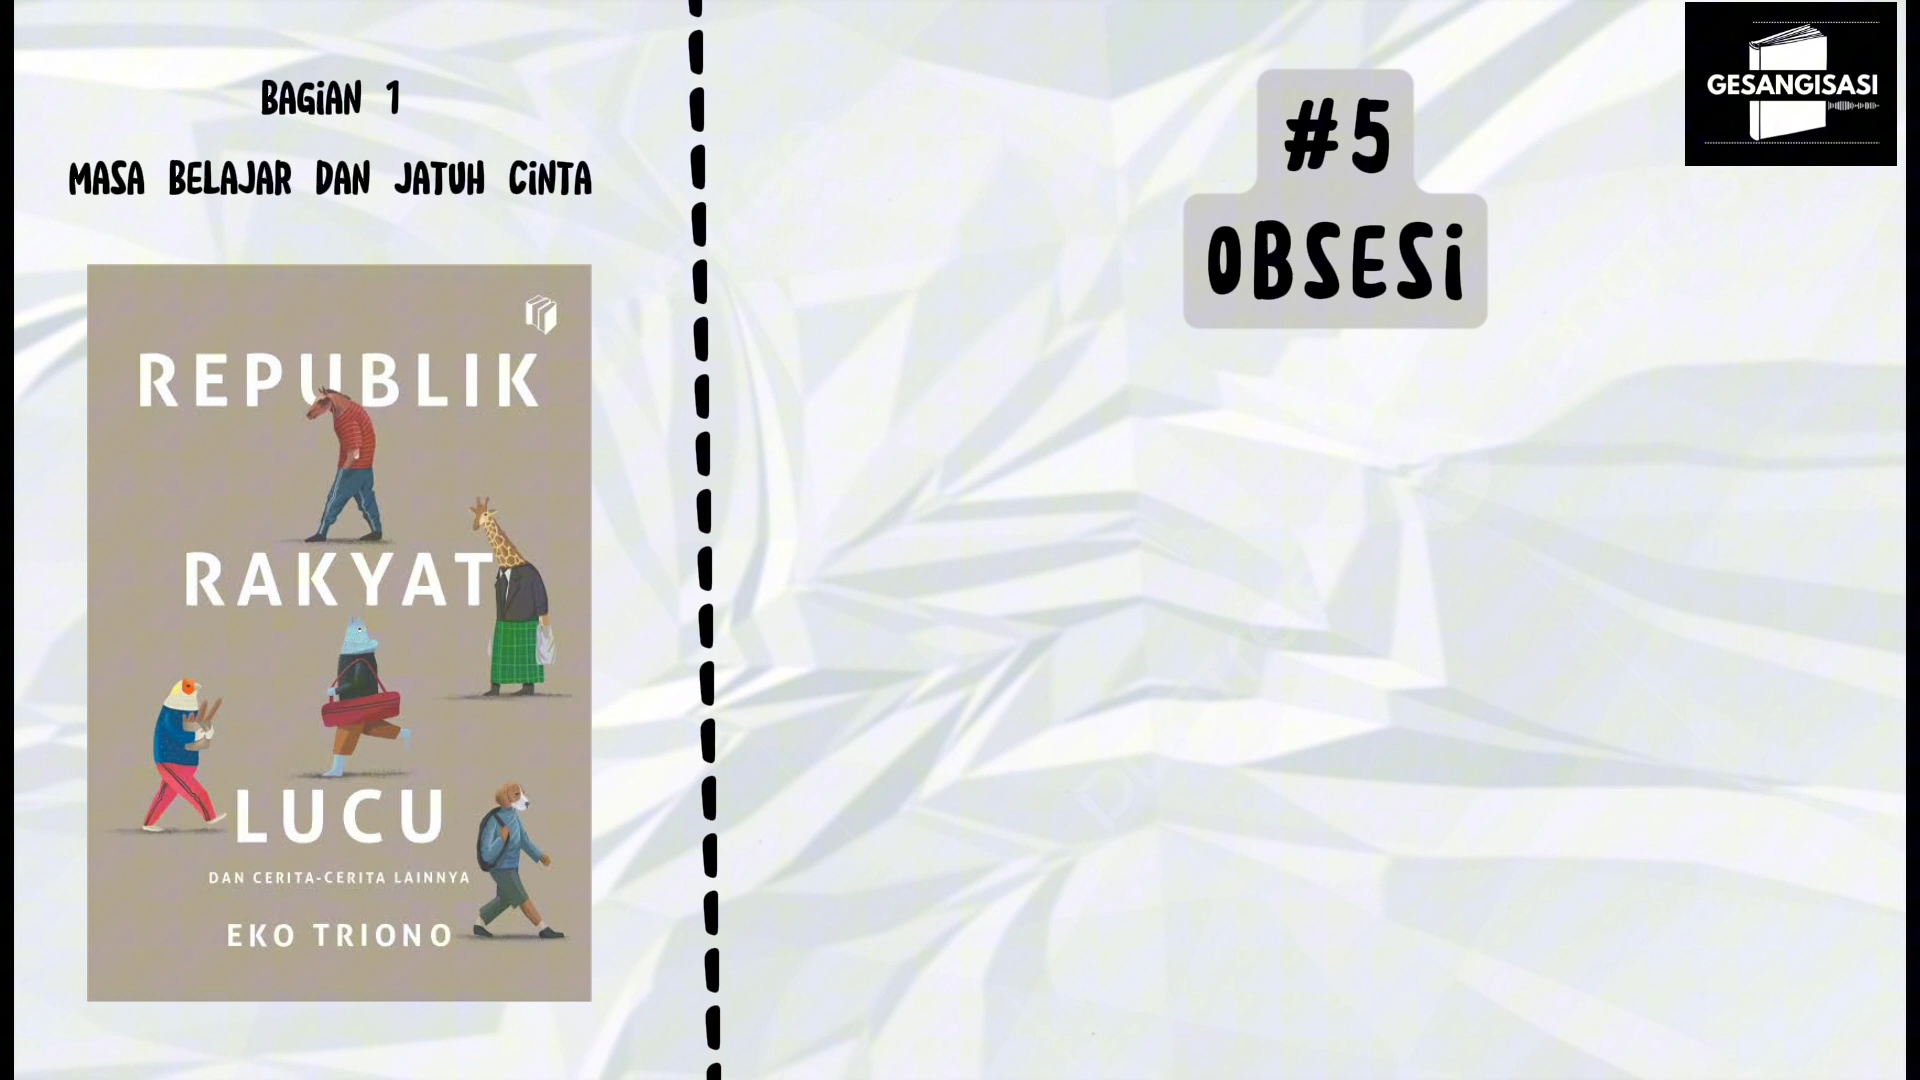 BAGIAN 1
MASA BELAJAR DAN JATUH CINTA
REPUBLIK
RAKYAT
LUCU
DAN CERITA-CERITA LAINNYA
EKO TRIONO
#5
OBSESI
GESANGISASI